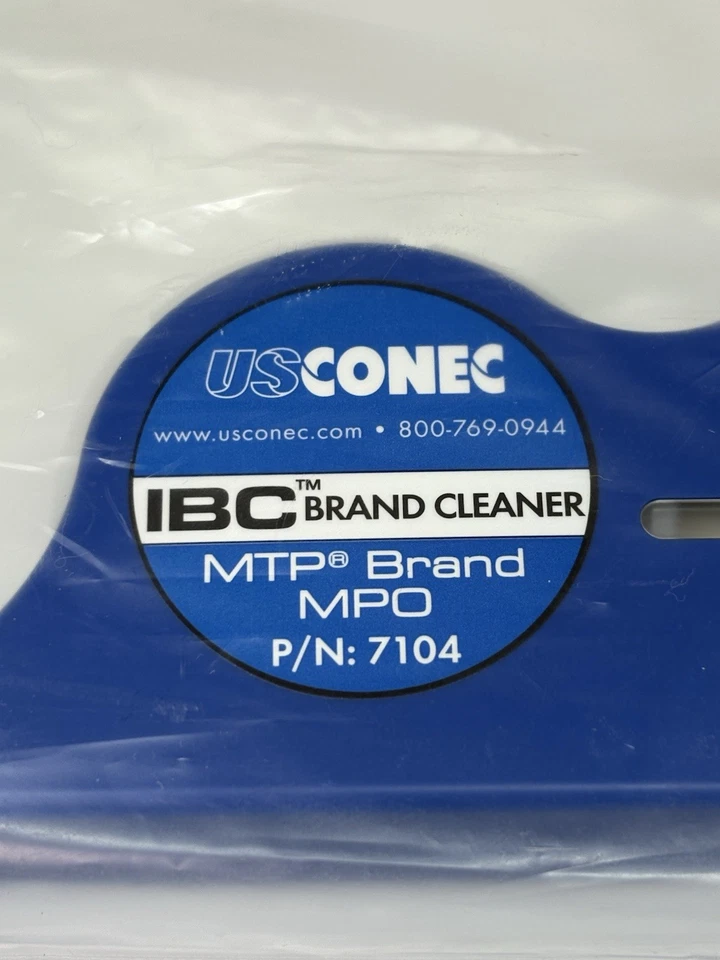 USCONEC
www.usconec.com • 800-769-0944
IBC™ BRAND CLEANER
MTP® Brand
MPO
P/N: 7104